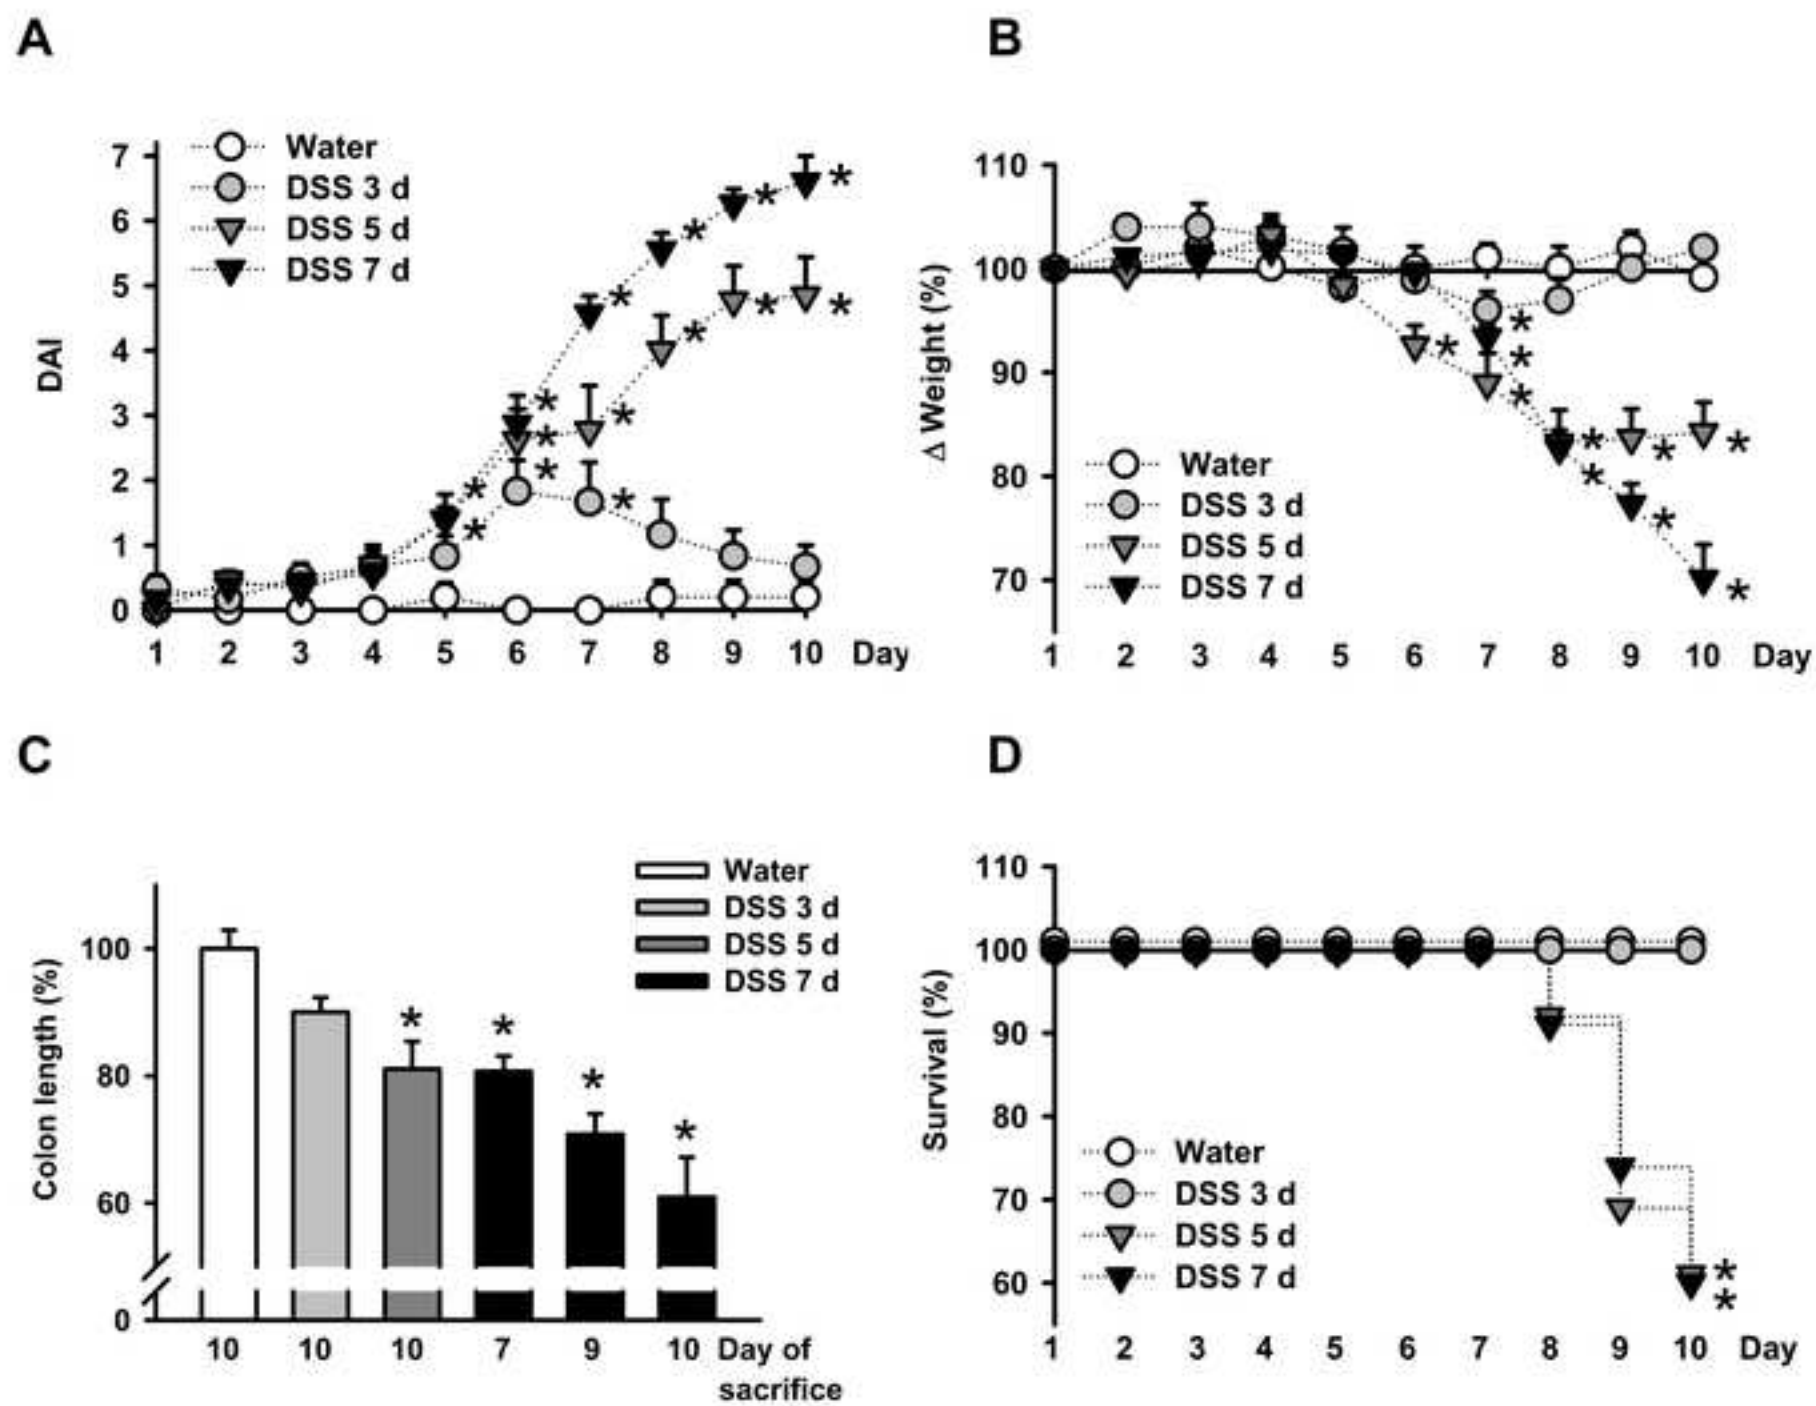 A
DAI
7
6
5
4
3
2
1
0
Water
DSS 3 d
DSS 5 d
DSS 7 d
* * * * * * * * * * * * * *
1 2 3 4 5 6 7 8 9 10 Day
B
Δ Weight (%)
110
100
90
80
70
* * * * * * * * * *
Water
DSS 3 d
DSS 5 d
DSS 7 d
1 2 3 4 5 6 7 8 9 10 Day
C
Colon length (%)
100
80
60
0
Water
DSS 3 d
DSS 5 d
DSS 7 d
* * * *
10 10 10 7 9 10 Day of
sacrifice
D
Survival (%)
110
100
90
80
70
60
Water
DSS 3 d
DSS 5 d
DSS 7 d
*
*
1 2 3 4 5 6 7 8 9 10 Day